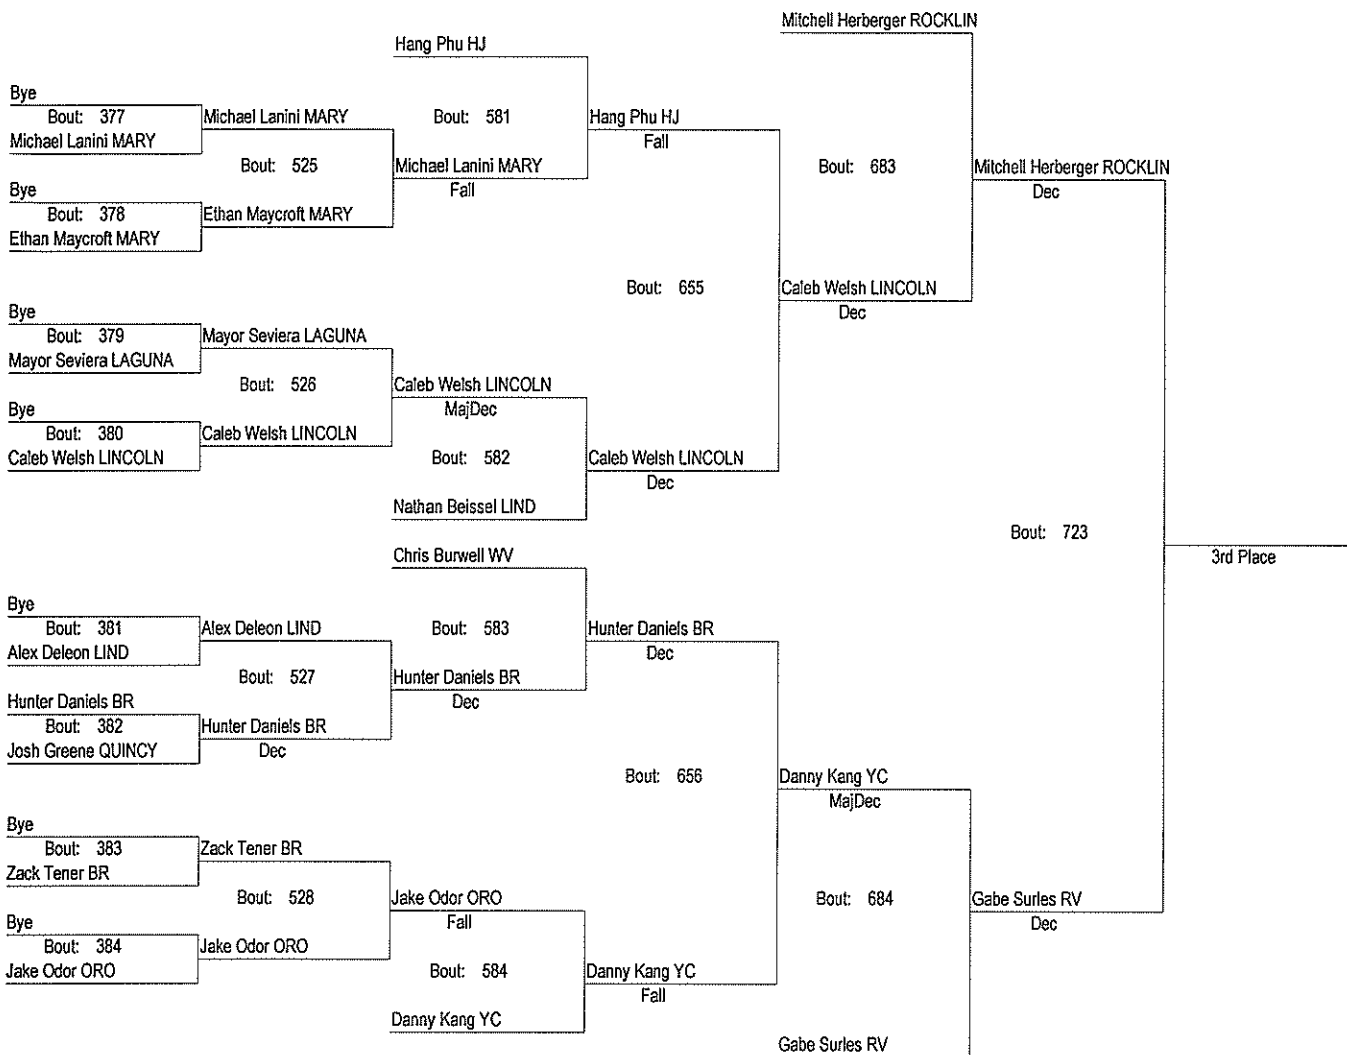 Mitchell Herberger ROCKLIN
Hang Phu HJ
Bye
Bout: 377
Michael Lanini MARY
Michael Lanini MARY
Bout: 581
Hang Phu HJ
Fall
Bout: 525
Michael Lanini MARY
Fall
Bout: 683
Mitchell Herberger ROCKLIN
Dec
Bye
Bout: 378
Ethan Maycroft MARY
Ethan Maycroft MARY
Bout: 655
Caleb Welsh LINCOLN
Dec
Bye
Bout: 379
Mayor Seviera LAGUNA
Mayor Seviera LAGUNA
Bout: 526
Caleb Welsh LINCOLN
MajDec
Bye
Bout: 380
Caleb Welsh LINCOLN
Caleb Welsh LINCOLN
Bout: 582
Caleb Welsh LINCOLN
Dec
Nathan Beissel LIND
Bout: 723
3rd Place
Chris Burwell WV
Bye
Bout: 381
Alex Deleon LIND
Alex Deleon LIND
Bout: 583
Hunter Daniels BR
Dec
Bout: 527
Hunter Daniels BR
Dec
Hunter Daniels BR
Bout: 382
Josh Greene QUINCY
Hunter Daniels BR
Dec
Bout: 656
Danny Kang YC
MajDec
Bye
Bout: 383
Zack Tener BR
Zack Tener BR
Bout: 528
Jake Odor ORO
Fall
Bout: 684
Gabe Surles RV
Dec
Bye
Bout: 384
Jake Odor ORO
Jake Odor ORO
Bout: 584
Danny Kang YC
Fall
Danny Kang YC
Gabe Surles RV